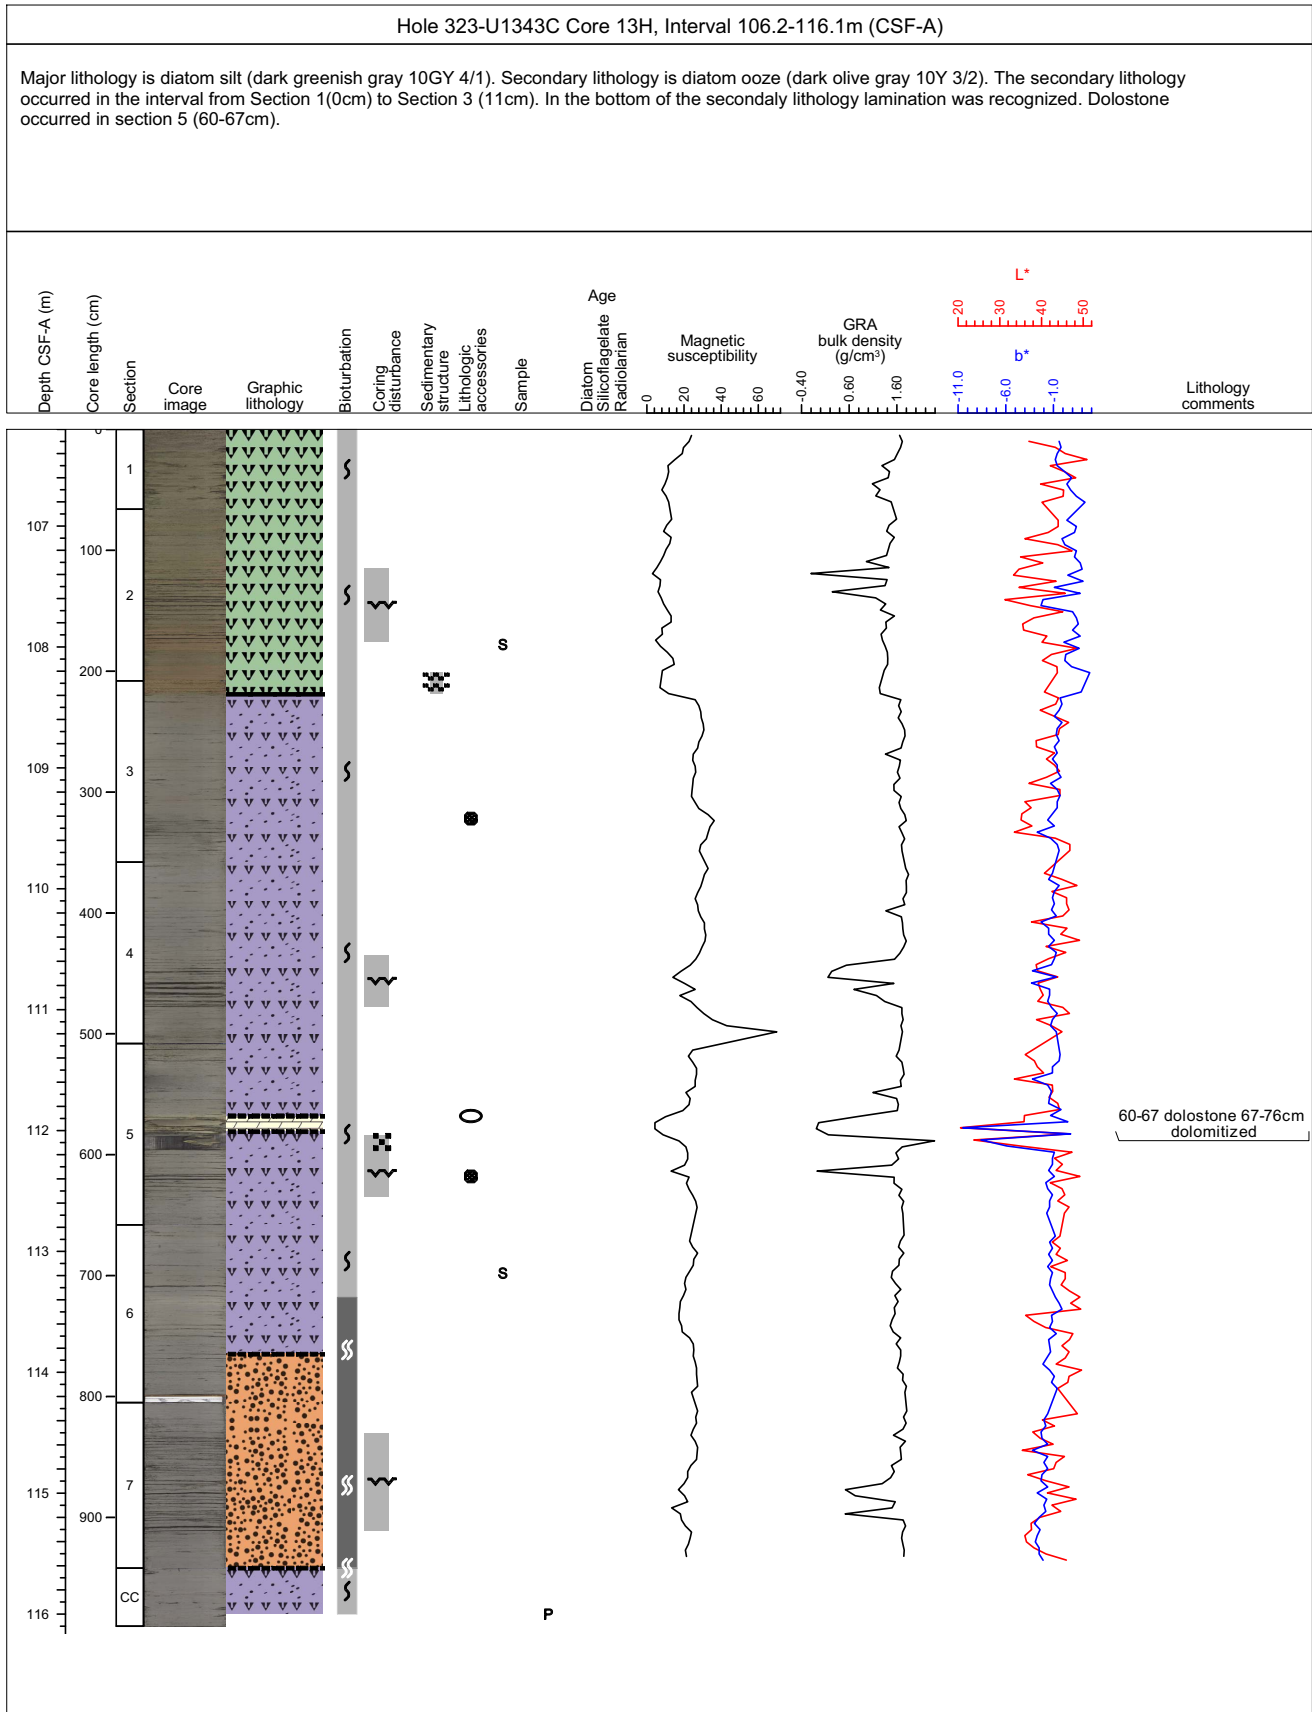 Hole 323-U1343C Core 13H, Interval 106.2-116.1m (CSF-A)
Major lithology is diatom silt (dark greenish gray 10GY 4/1). Secondary lithology is diatom ooze (dark olive gray 10Y 3/2). The secondary lithology
occurred in the interval from Section 1(0cm) to Section 3 (11cm). In the bottom of the secondaly lithology lamination was recognized. Dolostone
occurred in section 5 (60-67cm).
Depth CSF-A (m)
Core length (cm)
Section
Core
image
Graphic
lithology
Bioturbation
Coring
disturbance
Sedimentary
structure
Lithologic
accessories
Sample
Age
Diatom
Silicoflagelate
Radiolarian
Magnetic
susceptibility
0 20 40 60
GRA
bulk density
(g/cm³)
-0.40 0.60 1.60
L*
20 30 40 50
b*
-11.0 -6.0 -1.0
Lithology
comments
0
1
107
100
2
108
S
200
109
3
300
110
400
4
111
500
112
5
60-67 dolostone 67-76cm
dolomitized
600
113
700
S
6
114
800
7
115
900
CC
116
P